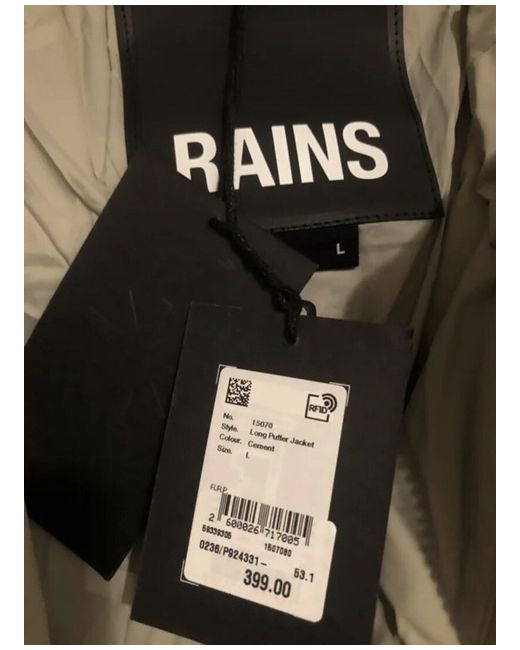 RAINS
L
RFID
No. 15070
Style. Long Puffer Jacket
Colour. Cement
Size. L
R.R.P.
2 600026 717005
59339305 1507080
0236/P924331- 53.1
399.00